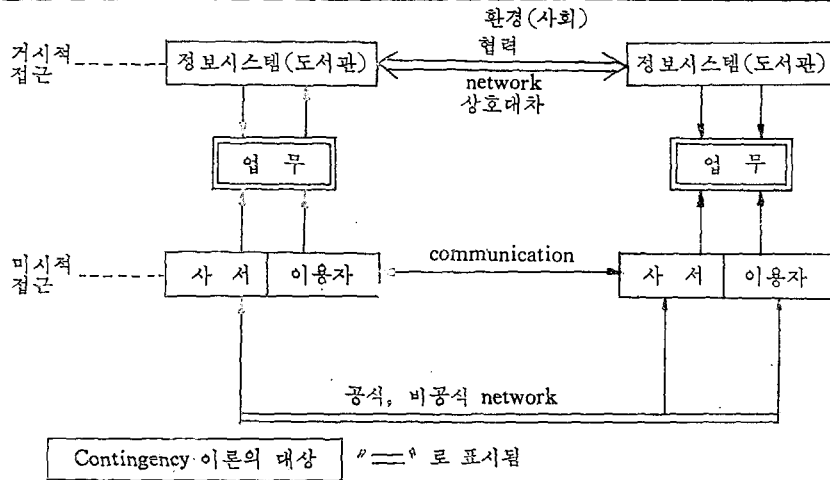 환경(사회)
거시적
접근
정보시스템(도서관)
협력
network
상호대차
정보시스템(도서관)
업 무
업 무
미시적
접근
사 서
이용자
communication
사 서
이용자
공식, 비공식 network
Contingency 이론의 대상
"==" 로 표시됨